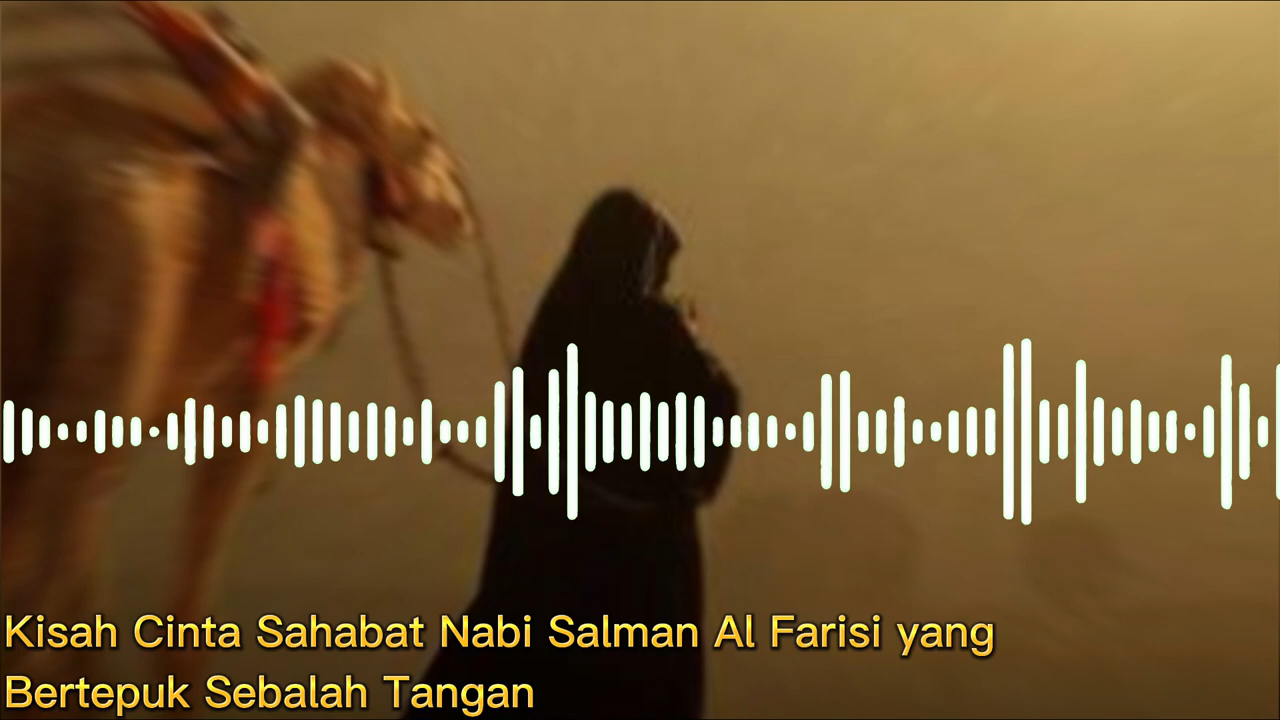 Kisah Cinta Sahabat Nabi Salman Al Farisi yang
Bertepuk Sebalah Tangan